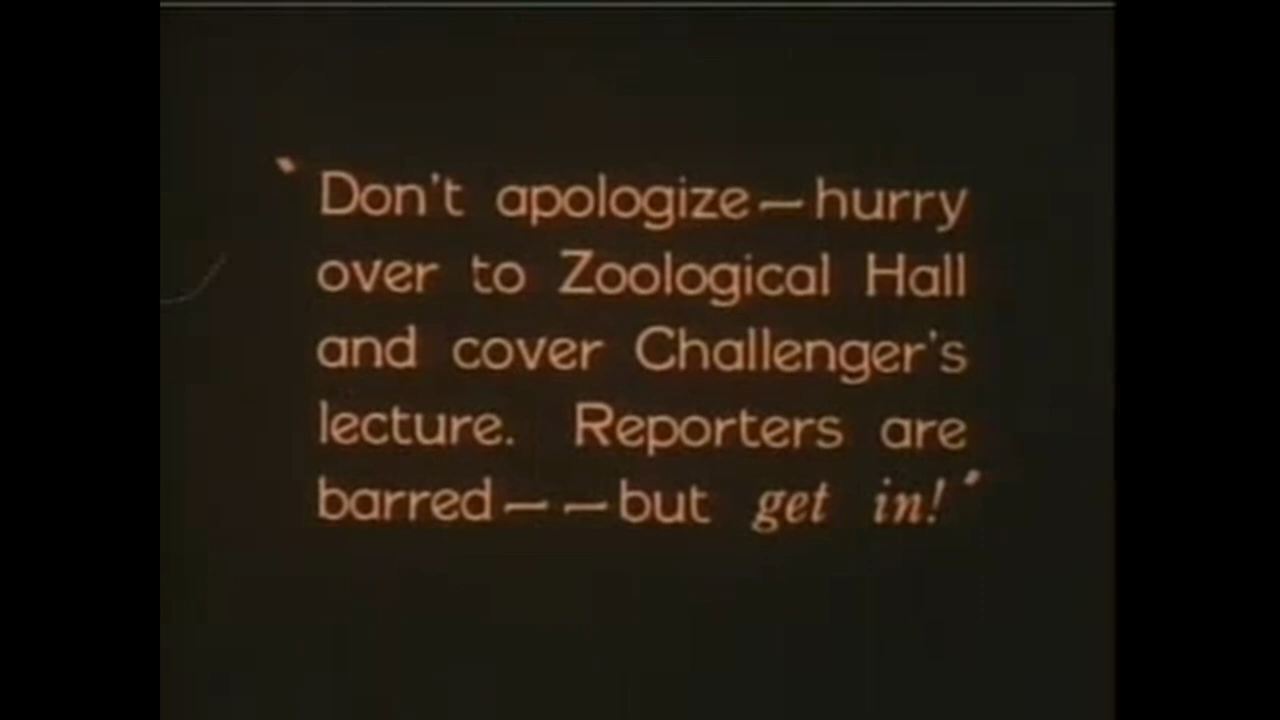 "Don't apologize—hurry
over to Zoological Hall
and cover Challenger's
lecture. Reporters are
barred——but get in!"